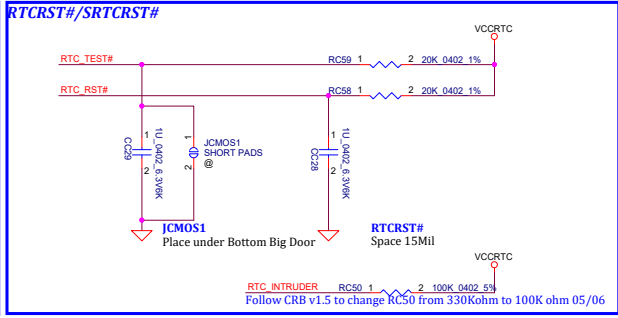 RTCRST#/SRTCRST#
VCCRTC
RTC_TEST# RC59 1 2 20K_0402_1%
RTC_RST# RC58 1 2 20K_0402_1%
1
2
CC29
1U_0402_6.3V6K
1
2
JCMOS1
SHORT PADS
@
1
2
CC28
1U_0402_6.3V6K
JCMOS1
Place under Bottom Big Door
RTCRST#
Space 15Mil
VCCRTC
RTC_INTRUDER RC50 1 2 100K_0402_5%
Follow CRB v1.5 to change RC50 from 330Kohm to 100K ohm 05/06